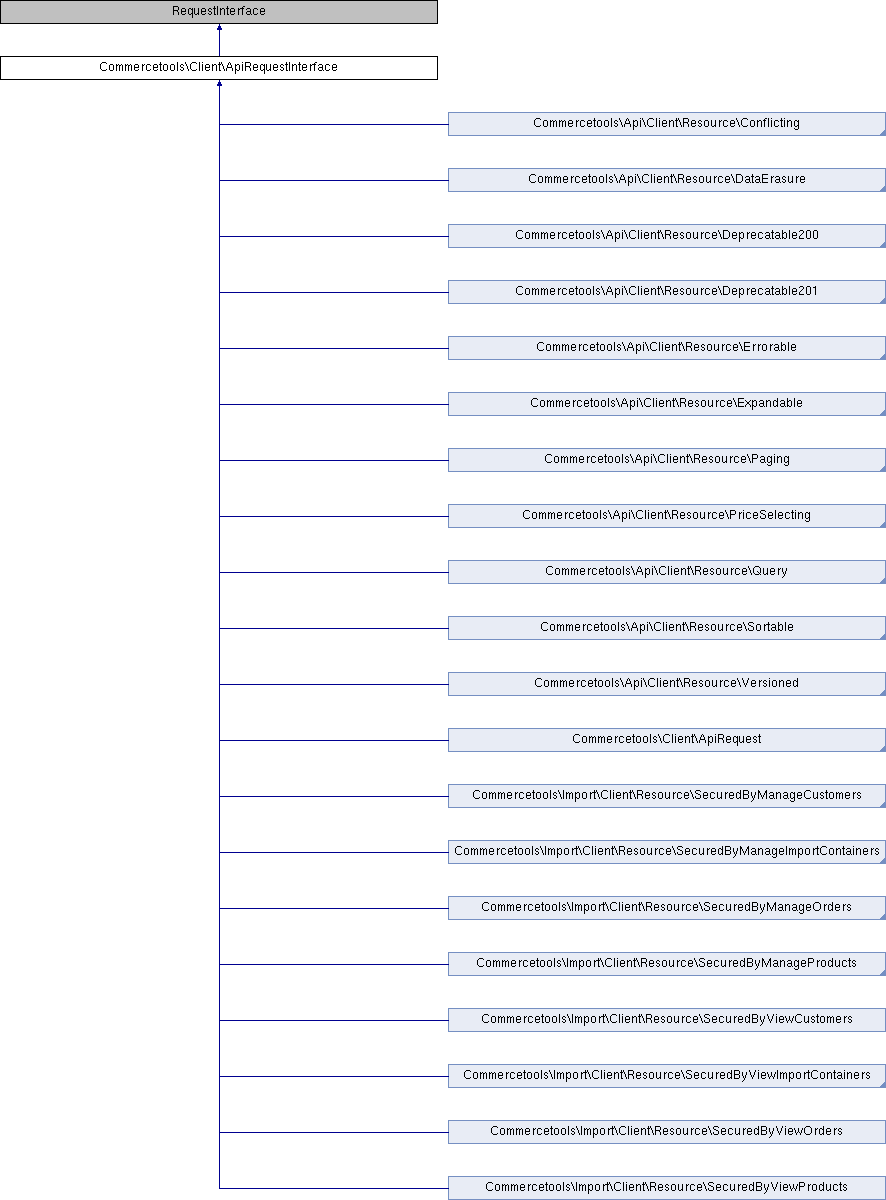 RequestInterface
Commercetools\Client\ApiRequestInterface
Commercetools\Api\Client\Resource\Conflicting
Commercetools\Api\Client\Resource\DataErasure
Commercetools\Api\Client\Resource\Deprecatable200
Commercetools\Api\Client\Resource\Deprecatable201
Commercetools\Api\Client\Resource\Errorable
Commercetools\Api\Client\Resource\Expandable
Commercetools\Api\Client\Resource\Paging
Commercetools\Api\Client\Resource\PriceSelecting
Commercetools\Api\Client\Resource\Query
Commercetools\Api\Client\Resource\Sortable
Commercetools\Api\Client\Resource\Versioned
Commercetools\Client\ApiRequest
Commercetools\Import\Client\Resource\SecuredByManageCustomers
Commercetools\Import\Client\Resource\SecuredByManageImportContainers
Commercetools\Import\Client\Resource\SecuredByManageOrders
Commercetools\Import\Client\Resource\SecuredByManageProducts
Commercetools\Import\Client\Resource\SecuredByViewCustomers
Commercetools\Import\Client\Resource\SecuredByViewImportContainers
Commercetools\Import\Client\Resource\SecuredByViewOrders
Commercetools\Import\Client\Resource\SecuredByViewProducts